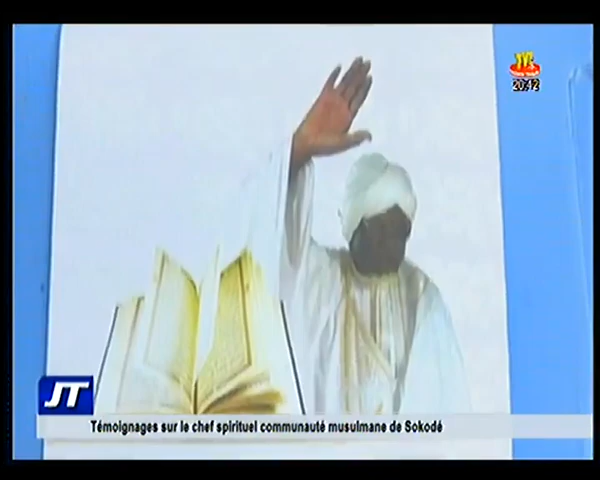 20:42
JT
Témoignages sur le chef spirituel communauté musulmane de Sokodé